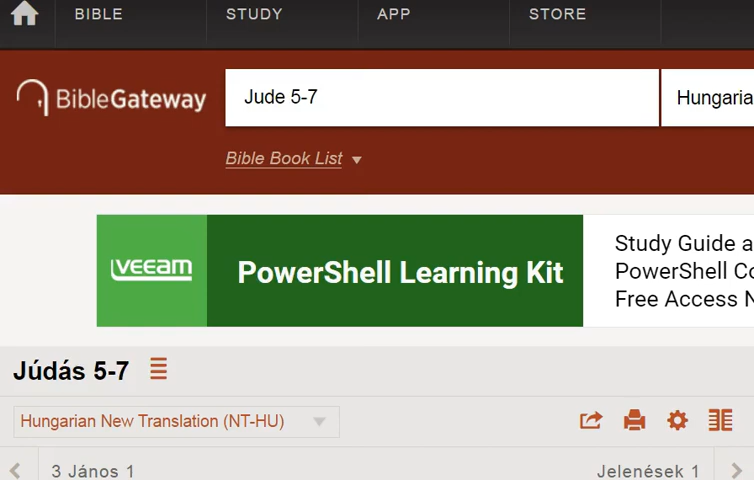 BIBLE STUDY APP STORE
BibleGateway
Jude 5-7
Hungaria
Bible Book List
veeam
PowerShell Learning Kit
Study Guide a
PowerShell Co
Free Access N
Júdás 5-7
Hungarian New Translation (NT-HU)
3 János 1
Jelenések 1